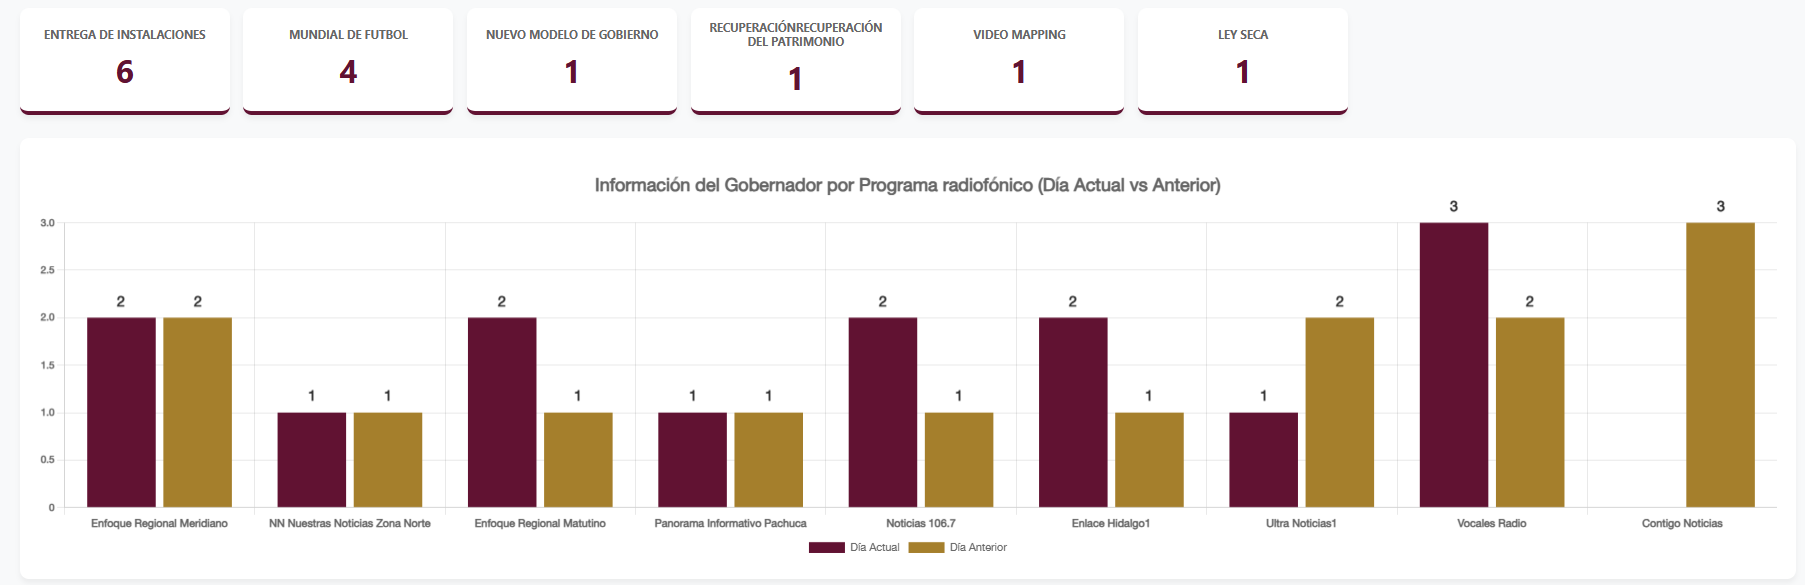 ENTREGA DE INSTALACIONES
6
MUNDIAL DE FUTBOL
4
NUEVO MODELO DE GOBIERNO
1
RECUPERACIÓNRECUPERACIÓN
DEL PATRIMONIO
1
VIDEO MAPPING
1
LEY SECA
1
Información del Gobernador por Programa radiofónico (Día Actual vs Anterior)
3.0
2.5
2.0
1.5
1.0
0.5
0
2
2
1
1
2
1
1
1
2
1
2
1
1
2
3
2
3
Enfoque Regional Meridiano
NN Nuestras Noticias Zona Norte
Enfoque Regional Matutino
Panorama Informativo Pachuca
Noticias 106.7
Enlace Hidalgo1
Ultra Noticias1
Vocales Radio
Contigo Noticias
Día Actual
Día Anterior